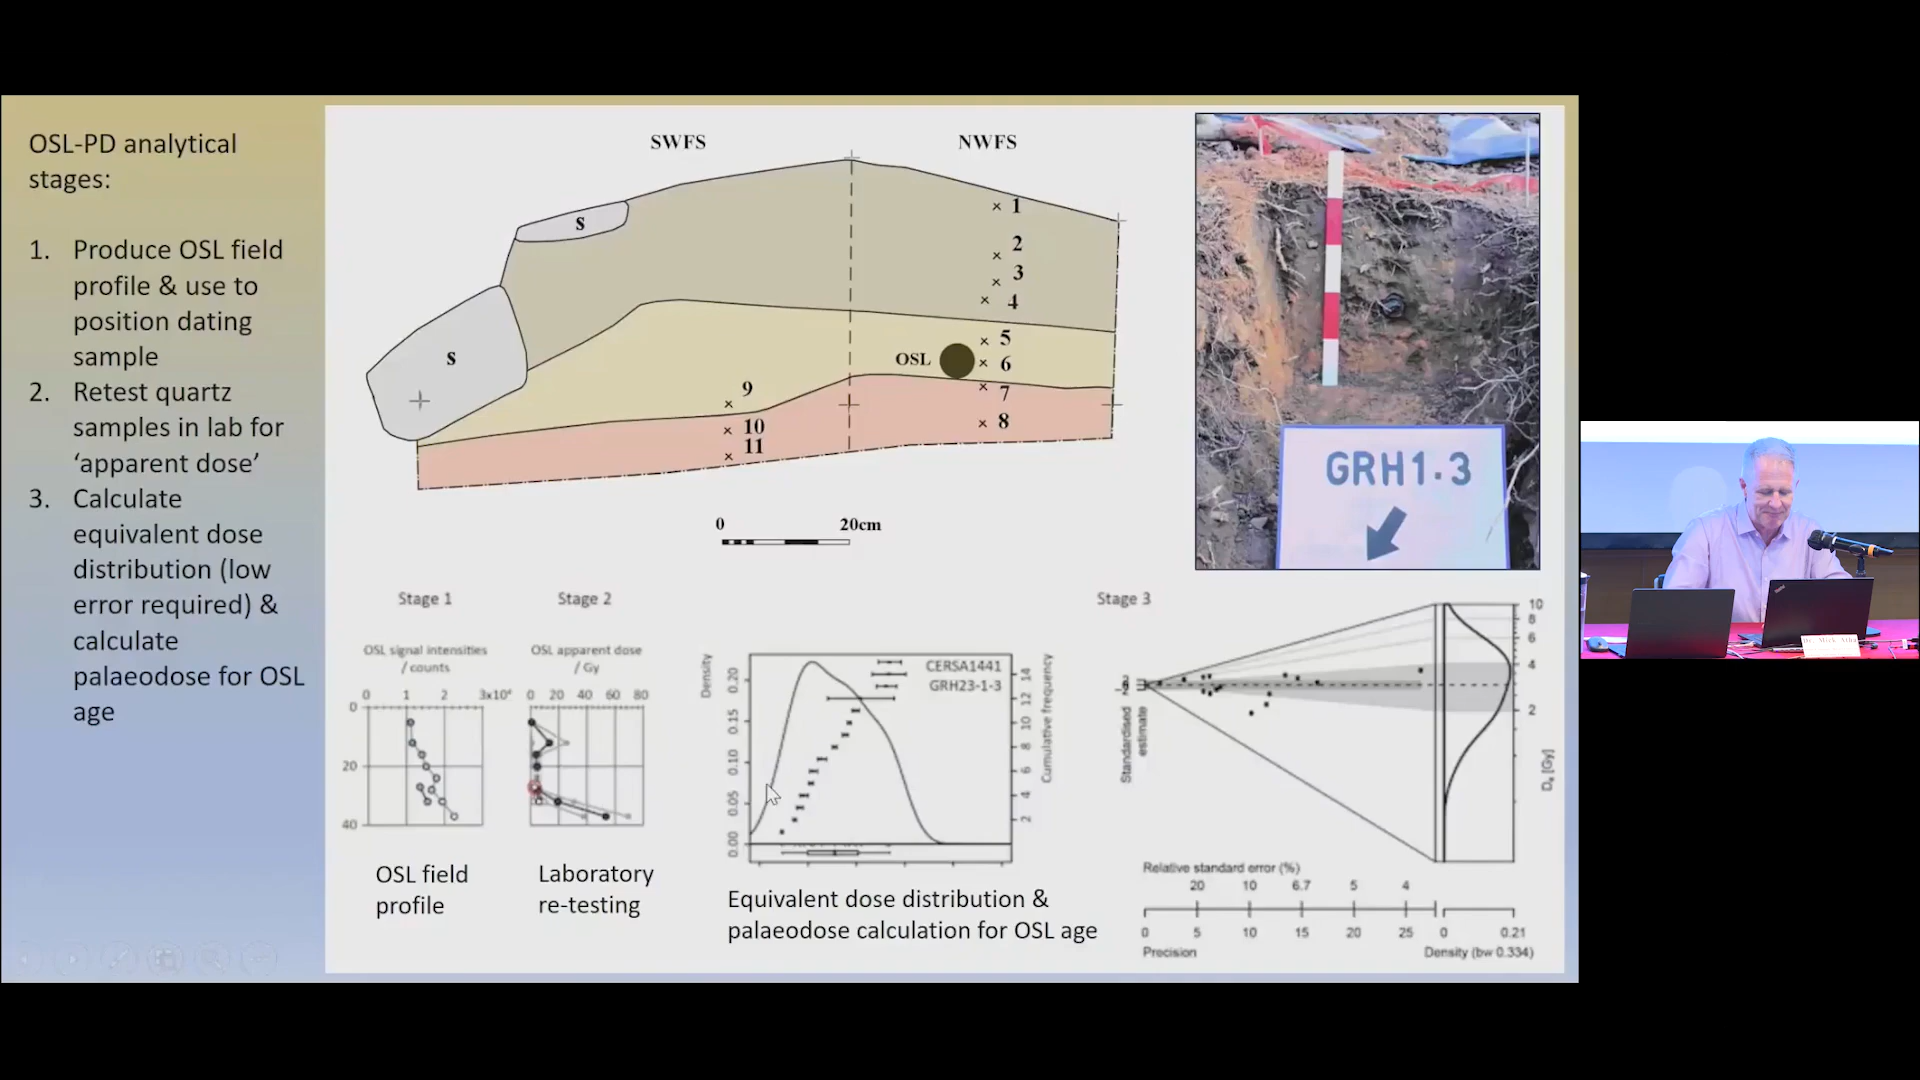 OSL-PD analytical
stages:
1. Produce OSL field
profile & use to
position dating
sample
2. Retest quartz
samples in lab for
‘apparent dose’
3. Calculate
equivalent dose
distribution (low
error required) &
calculate
palaeodose for OSL
age
SWFS
NWFS
S
S
1
2
3
4
5
OSL
6
7
8
9
10
11
0 20cm
GRH1.3
Stage 1
Stage 2
Stage 3
OSL signal intensities
/ counts
0 1 2 3x10⁴
0
20
40
OSL field
profile
OSL apparent dose
/ Gy
0 20 40 60 80
Laboratory
re-testing
Density
0.00 0.05 0.10 0.15 0.20
CERSA1441
GRH23-1-3
Cumulative frequency
2 4 6 8 10 12 14
Equivalent dose distribution &
palaeodose calculation for OSL age
Standardised
estimate
10
8
6
4
2
Dₑ [Gy]
Relative standard error (%)
20 10 6.7 5 4
0 5 10 15 20 25 0 0.21
Precision
Density (bw 0.334)